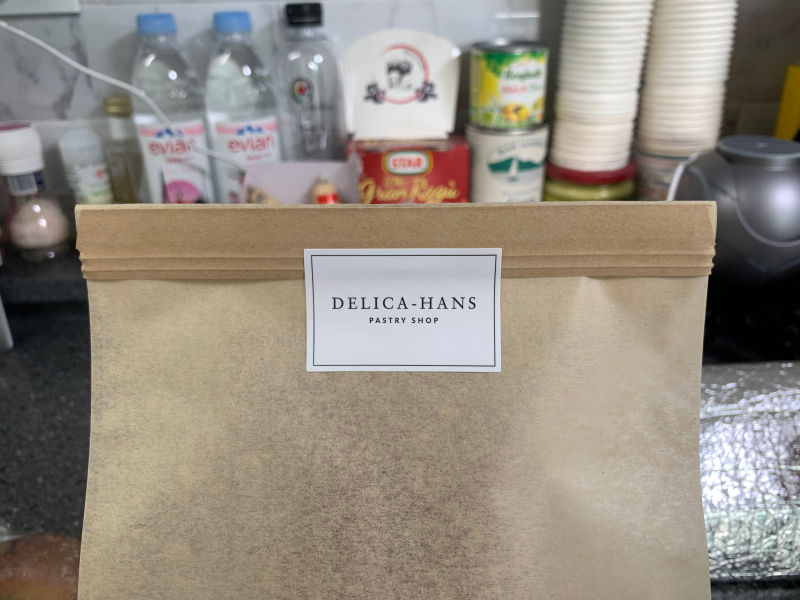 evian
evian
STAR
Gran Ragù
DELICA-HANS
PASTRY SHOP